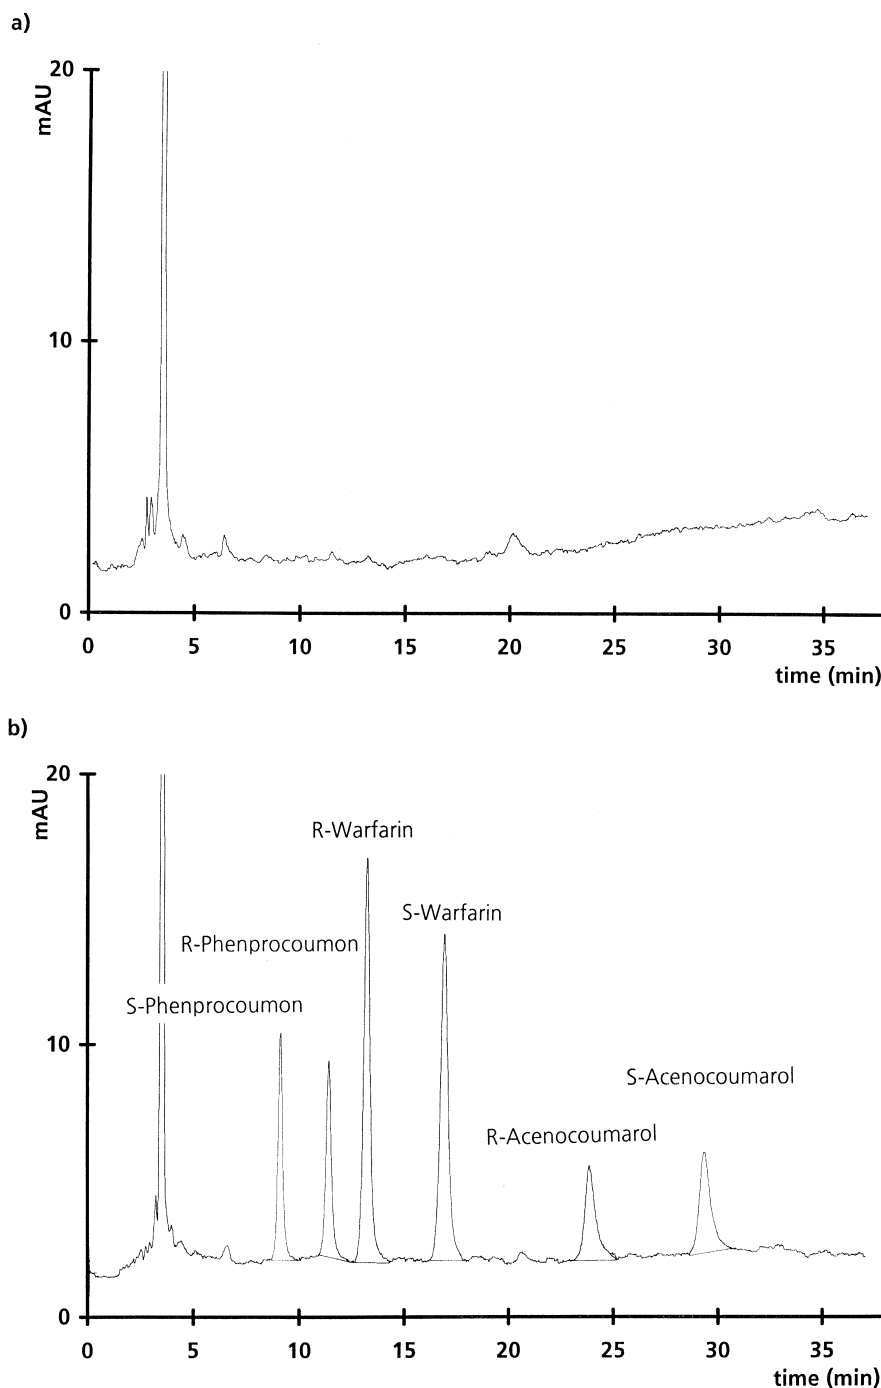 a)
20
mAU
10
0
0 5 10 15 20 25 30 35
time (min)
b)
20
mAU
R-Warfarin
S-Warfarin
R-Phenprocoumon
S-Phenprocoumon
10
S-Acenocoumarol
R-Acenocoumarol
0
0 5 10 15 20 25 30 35
time (min)